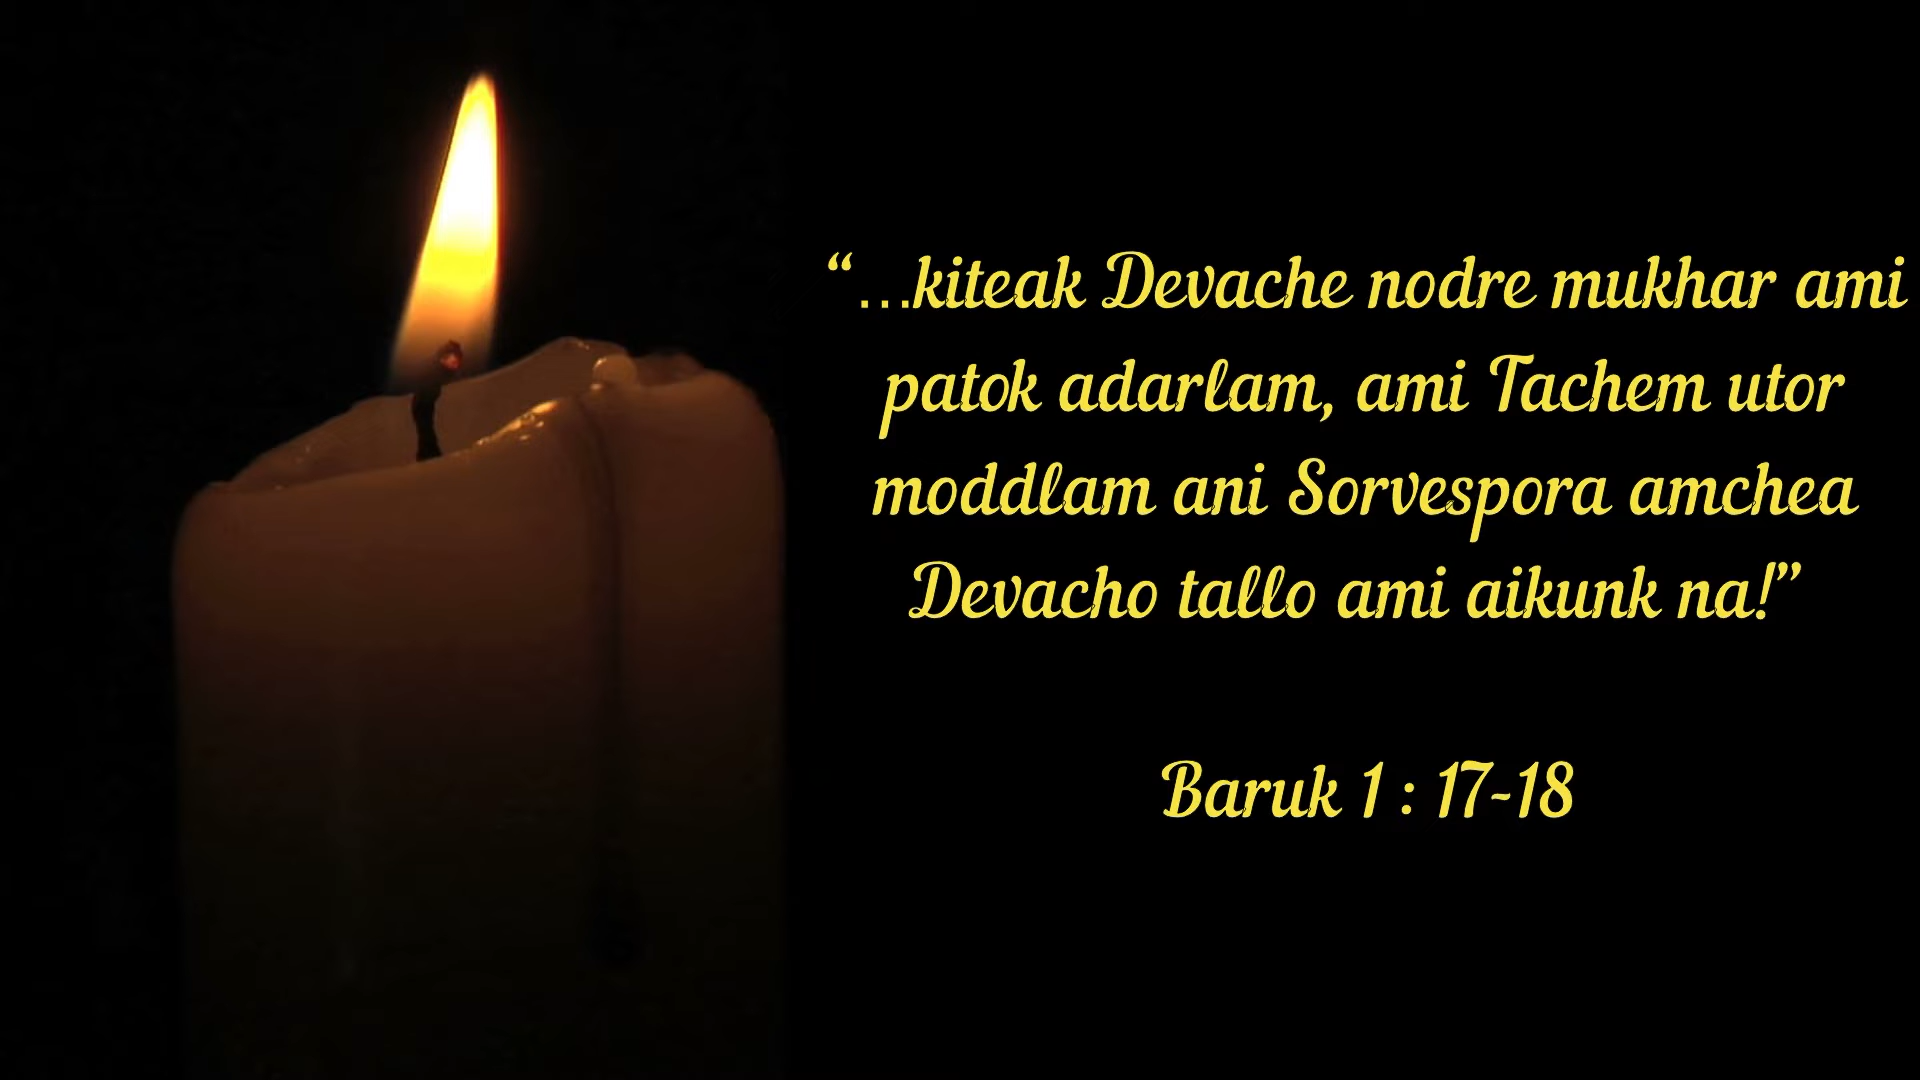 “...kiteak Devache nodre mukhar ami
patok adarlam, ami Tachem utor
moddlam ani Sorvespora amchea
Devacho tallo ami aikunk na!”
Baruk 1 : 17-18